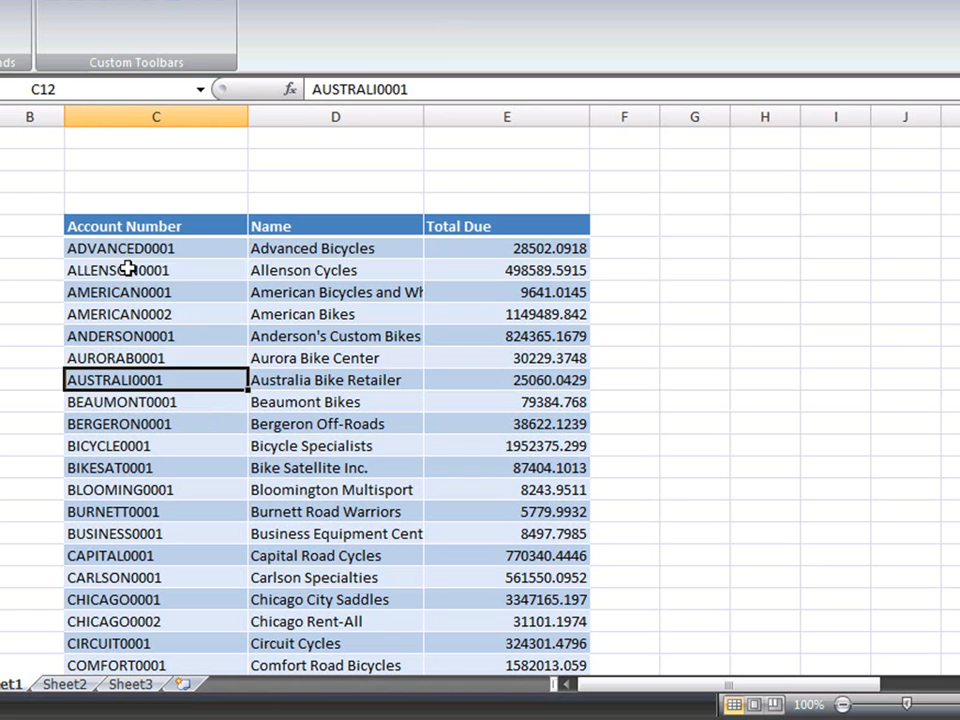 Custom Toolbars
C12 fx AUSTRALI0001
B C D E F G H I J
Account Number Name Total Due
ADVANCED0001 Advanced Bicycles 28502.0918
ALLENSON0001 Allenson Cycles 498589.5915
AMERICAN0001 American Bicycles and Wh 9641.0145
AMERICAN0002 American Bikes 1149489.842
ANDERSON0001 Anderson's Custom Bikes 824365.1679
AURORAB0001 Aurora Bike Center 30229.3748
AUSTRALI0001 Australia Bike Retailer 25060.0429
BEAUMONT0001 Beaumont Bikes 79384.768
BERGERON0001 Bergeron Off-Roads 38622.1239
BICYCLE0001 Bicycle Specialists 1952375.299
BIKESAT0001 Bike Satellite Inc. 87404.1013
BLOOMING0001 Bloomington Multisport 8243.9511
BURNETT0001 Burnett Road Warriors 5779.9932
BUSINESS0001 Business Equipment Cent 8497.7985
CAPITAL0001 Capital Road Cycles 770340.4446
CARLSON0001 Carlson Specialties 561550.0952
CHICAGO0001 Chicago City Saddles 3347165.197
CHICAGO0002 Chicago Rent-All 31101.1974
CIRCUIT0001 Circuit Cycles 324301.4796
COMFORT0001 Comfort Road Bicycles 1582013.059
et1 Sheet2 Sheet3
100%